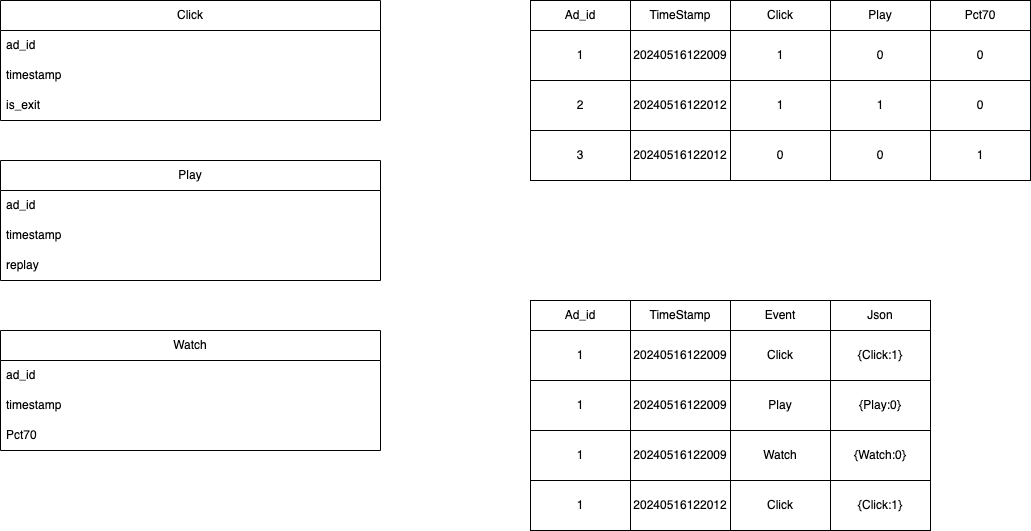 Click
ad_id
timestamp
is_exit
Play
ad_id
timestamp
replay
Watch
ad_id
timestamp
Pct70
Ad_id TimeStamp Click Play Pct70
1 20240516122009 1 0 0
2 20240516122012 1 1 0
3 20240516122012 0 0 1
Ad_id TimeStamp Event Json
1 20240516122009 Click {Click:1}
1 20240516122009 Play {Play:0}
1 20240516122009 Watch {Watch:0}
1 20240516122012 Click {Click:1}